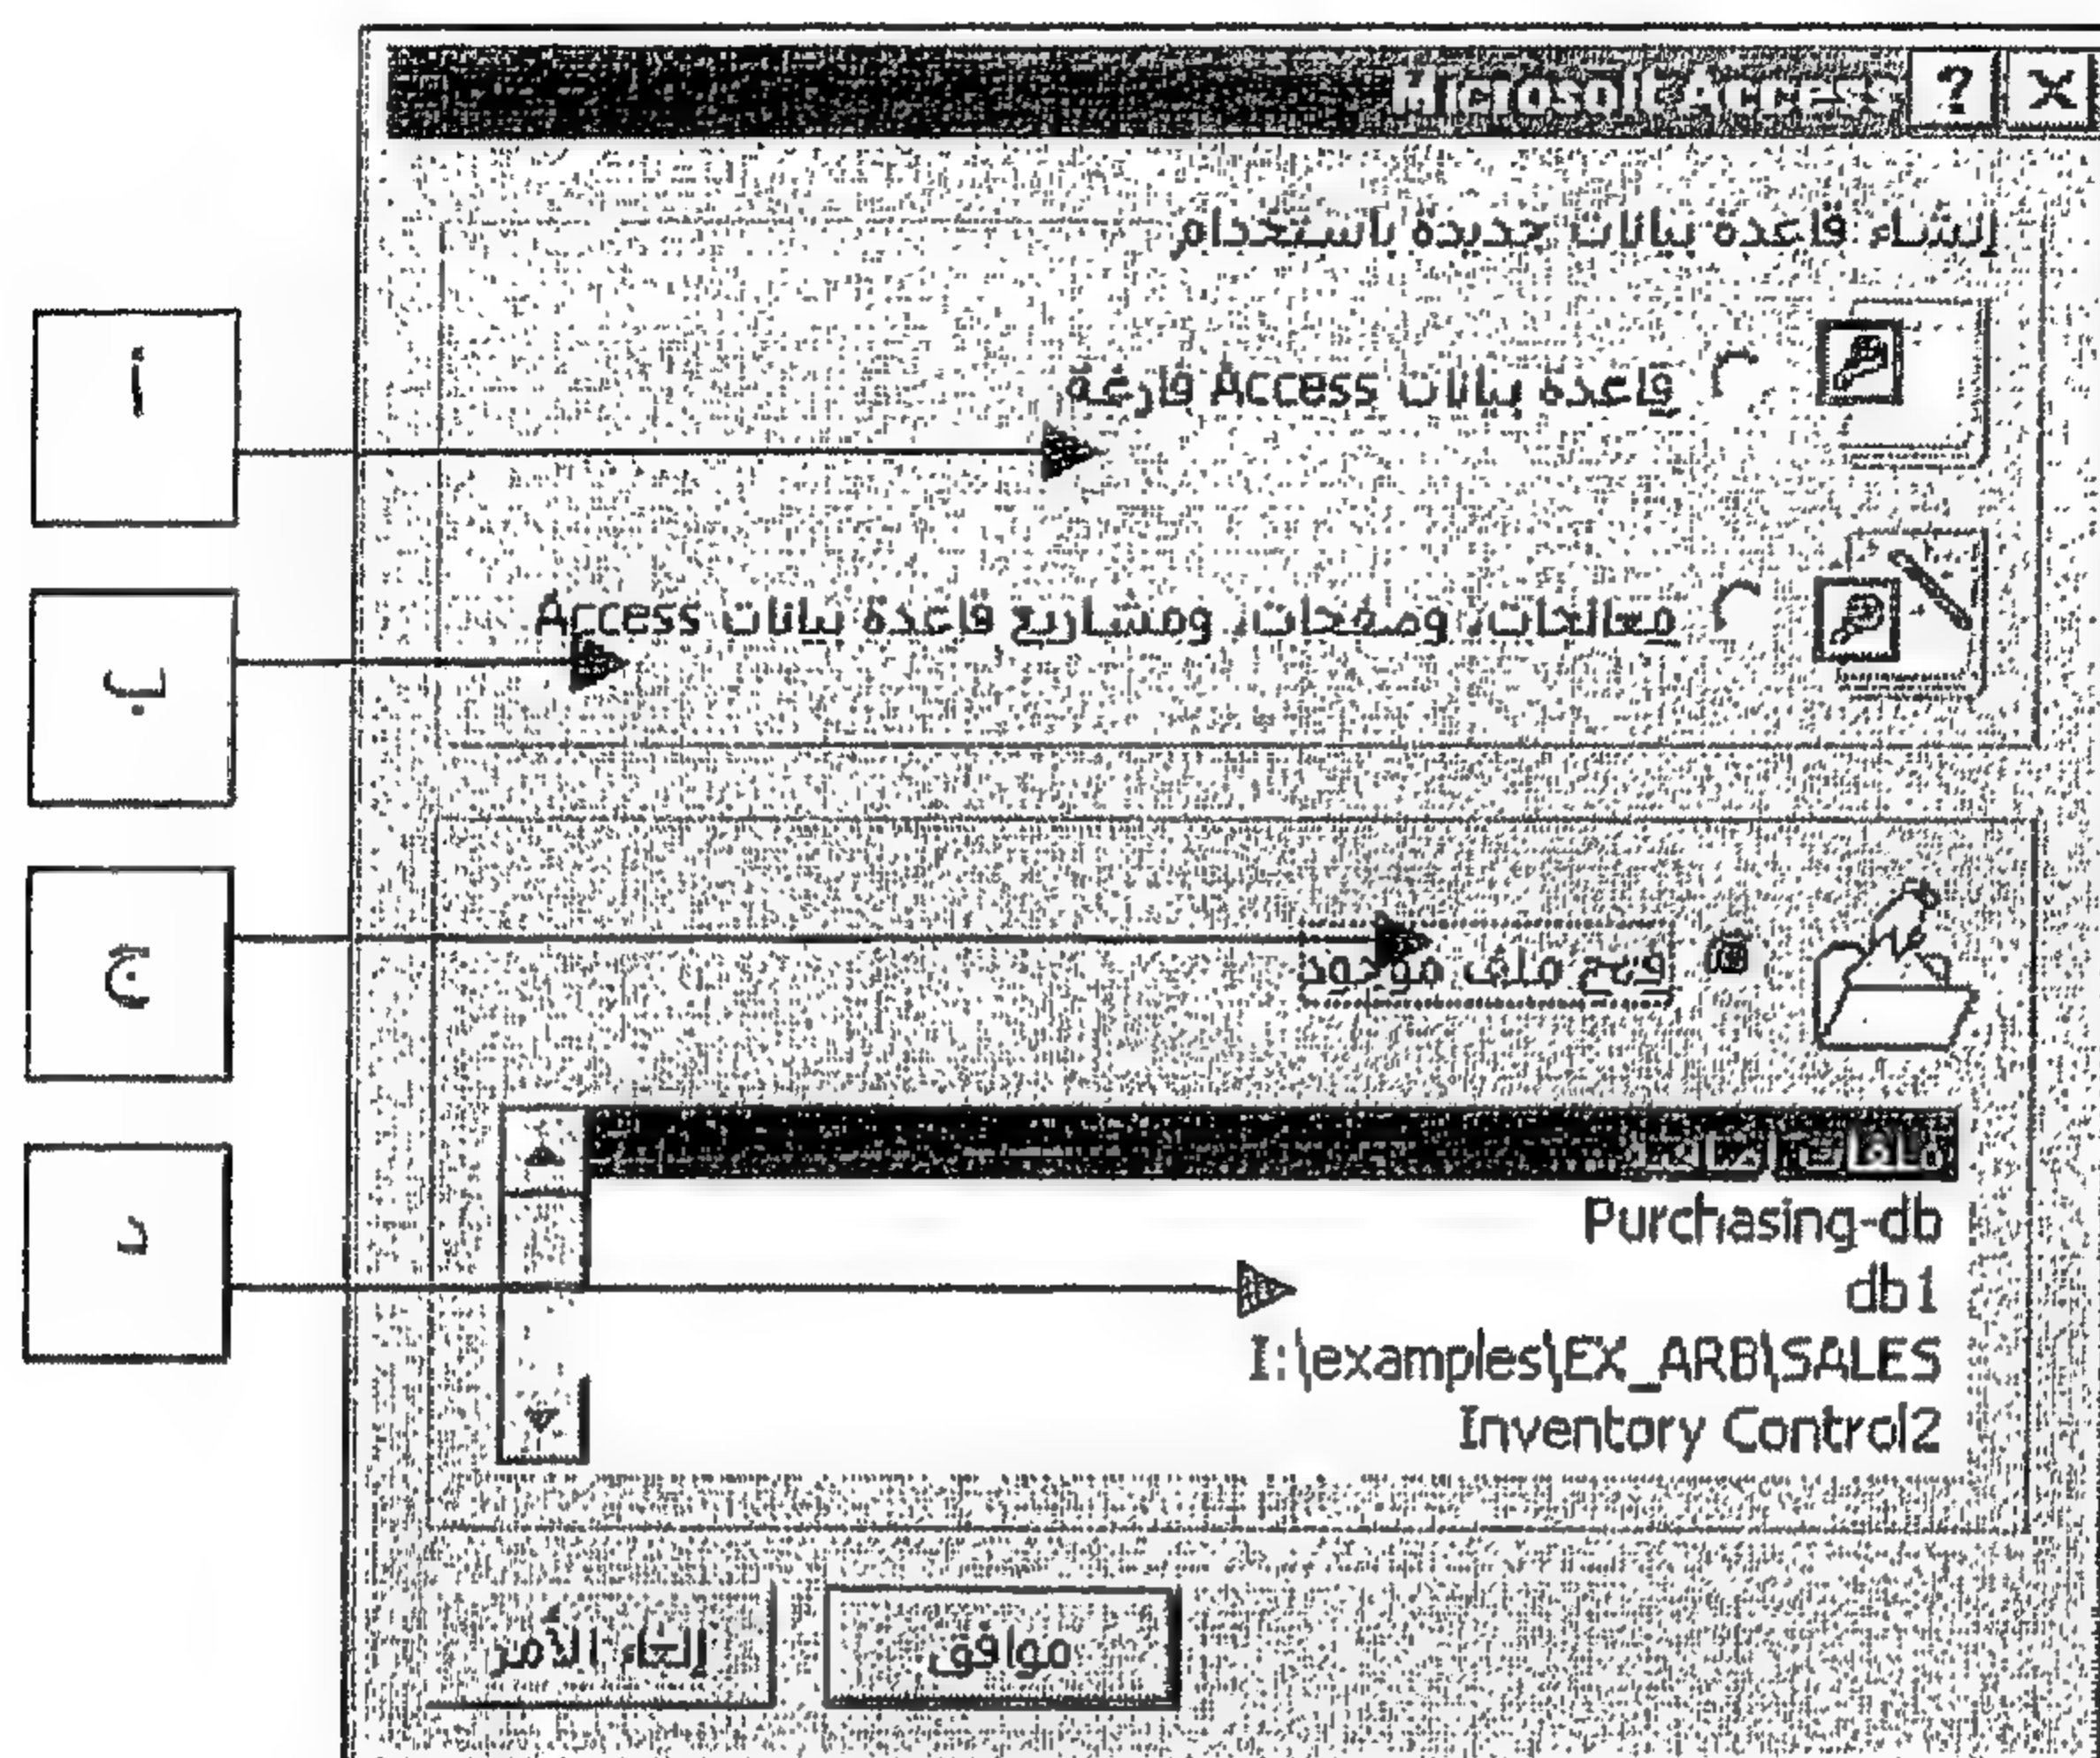 Microsoft Access ? X
إنشاء قاعدة بيانات جديدة باستخدام
قاعدة بيانات Access فارغة
أ
معالجات، وصفحات، ومشاريع قاعدة بيانات Access
ب
فتح ملف موجود
ج
Purchasing-db
db1
د
I:\examples\EX_ARB\SALES
Inventory Control2
موافق
إلغاء الأمر